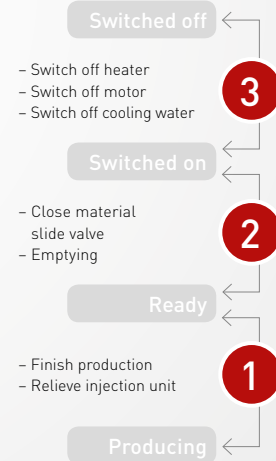 Switched off
– Switch off heater
– Switch off motor
– Switch off cooling water
3
Switched on
– Close material
slide valve
– Emptying
2
Ready
– Finish production
– Relieve injection unit
1
Producing